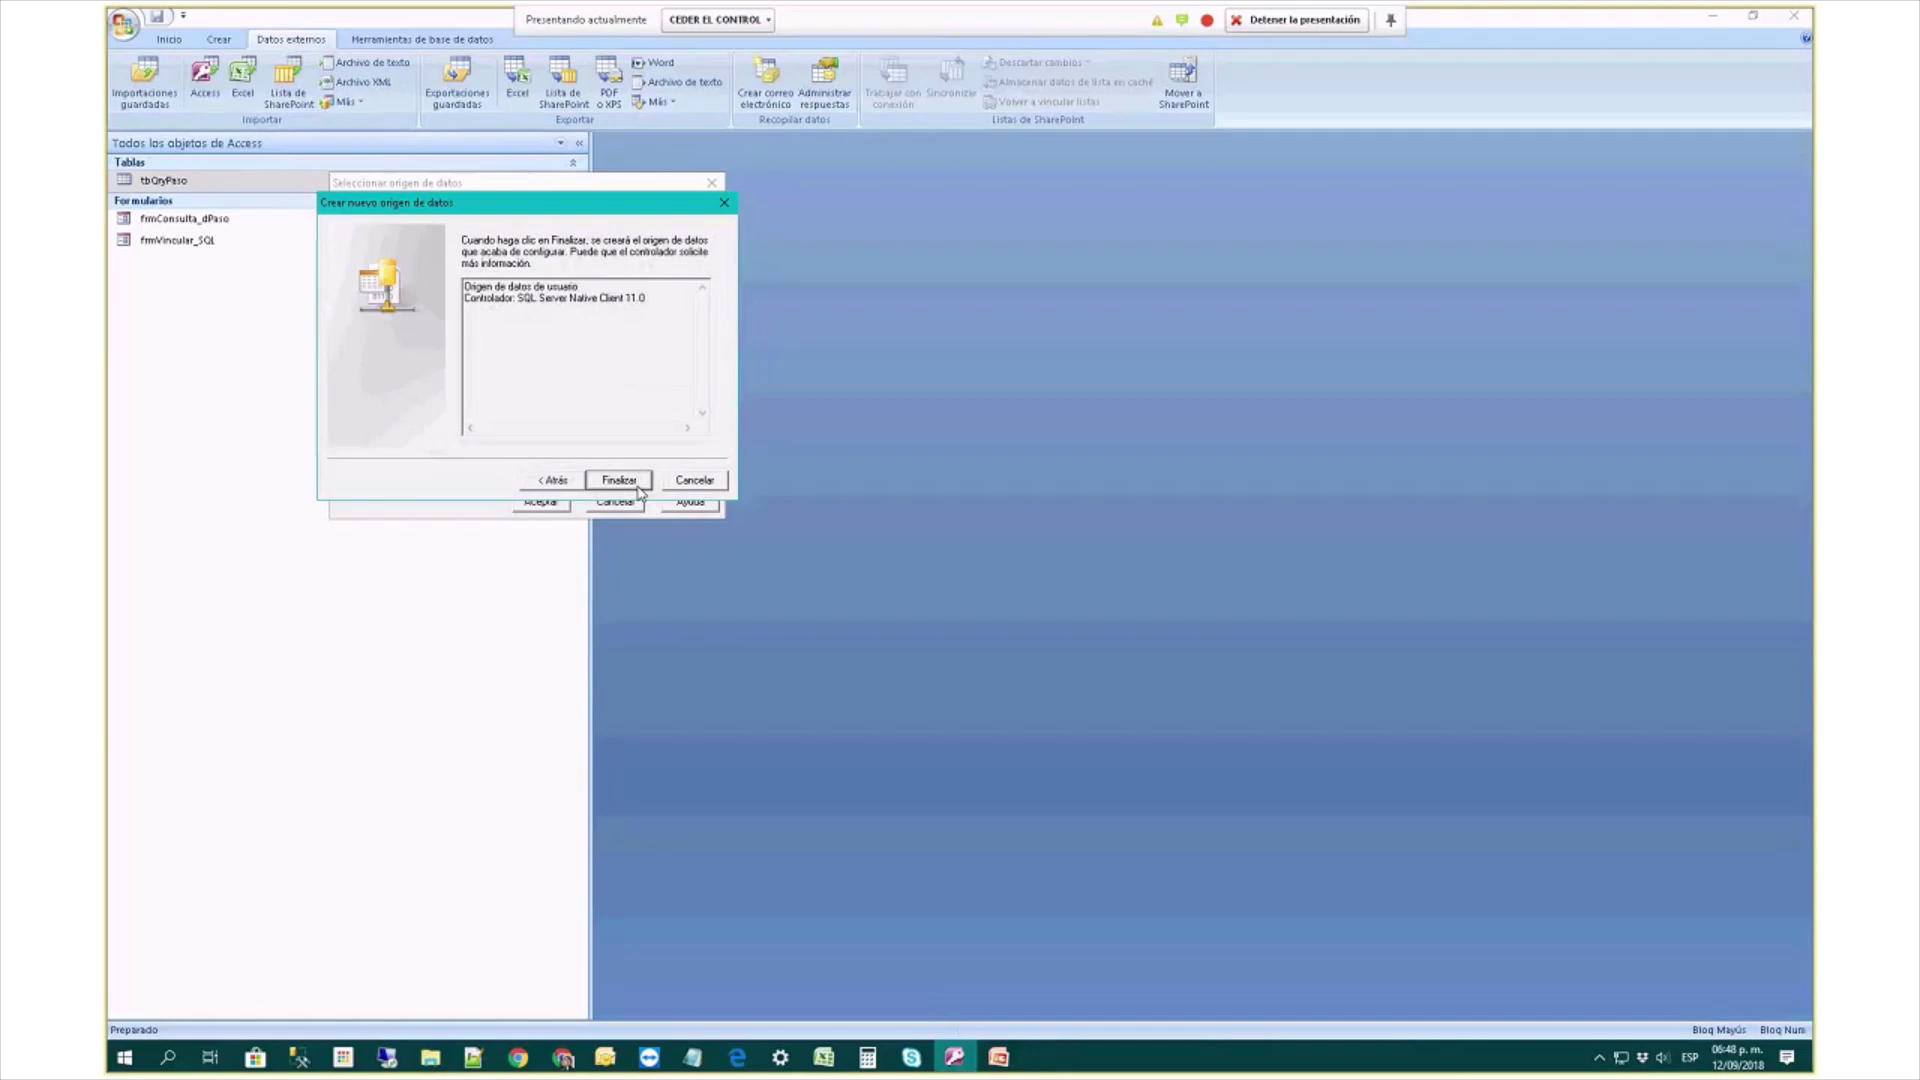 Presentando actualmente
CEDER EL CONTROL
Detener la presentación
Inicio
Crear
Datos externos
Herramientas de base de datos
Importaciones guardadas
Access
Excel
Lista de SharePoint
Archivo de texto
Archivo XML
Más
Importar
Exportaciones guardadas
Excel
Lista de SharePoint
PDF o XPS
Word
Archivo de texto
Más
Exportar
Crear correo electrónico
Administrar respuestas
Recopilar datos
Trabajar con conexión
Sincronizar
Descartar cambios
Almacenar datos de lista en caché
Volver a vincular listas
Mover a SharePoint
Listas de SharePoint
Todos los objetos de Access
Tablas
tbQryPaso
Formularios
frmConsulta_dPaso
frmVincular_SQL
Seleccionar origen de datos
Crear nuevo origen de datos
Cuando haga clic en Finalizar, se creará el origen de datos
que acaba de configurar. Puede que el controlador solicite
más información.
Origen de datos de usuario
Controlador: SQL Server Native Client 11.0
< Atrás
Finalizar
Cancelar
Aceptar
Cancelar
Ayuda
Preparado
Bloq Mayús
Bloq Num
ESP
06:48 p. m.
12/09/2018